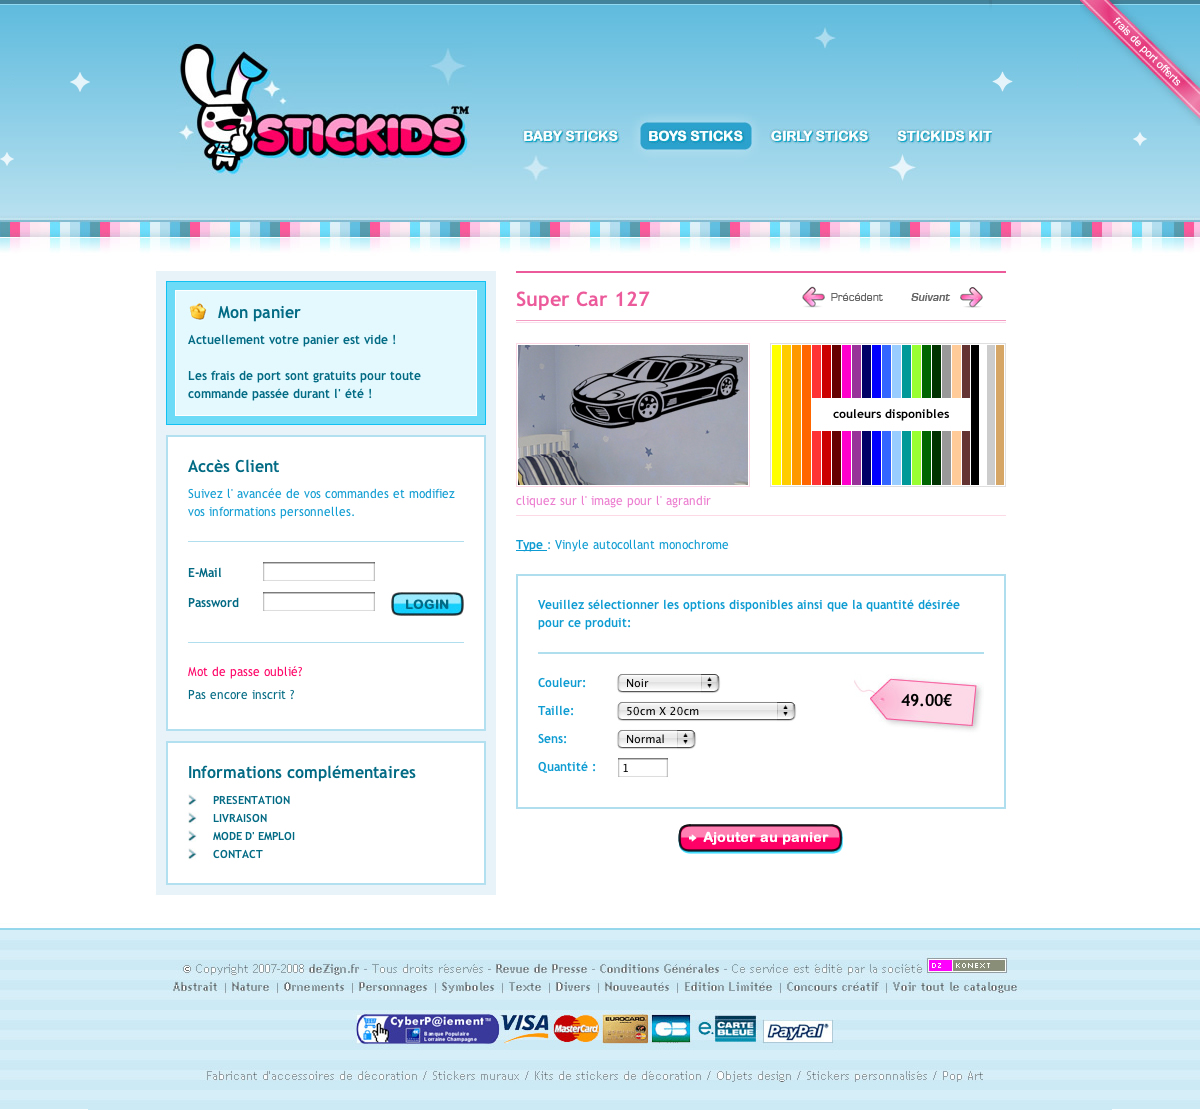 frais de port offerts
STICKIDS™
BABY STICKS
BOYS STICKS
GIRLY STICKS
STICKIDS KIT
Mon panier
Actuellement votre panier est vide !
Les frais de port sont gratuits pour toute
commande passée durant l' été !
Accès Client
Suivez l' avancée de vos commandes et modifiez
vos informations personnelles.
E-Mail
Password
LOGIN
Mot de passe oublié?
Pas encore inscrit ?
Informations complémentaires
PRESENTATION
LIVRAISON
MODE D' EMPLOI
CONTACT
Super Car 127
Précédent
Suivant
couleurs disponibles
cliquez sur l' image pour l' agrandir
Type : Vinyle autocollant monochrome
Veuillez sélectionner les options disponibles ainsi que la quantité désirée
pour ce produit:
Couleur: Noir
49.00€
Taille: 50cm X 20cm
Sens: Normal
Quantité : 1
Ajouter au panier
© Copyright 2007-2008 deZign.fr - Tous droits réservés - Revue de Presse - Conditions Générales - Ce service est édité par la société DZ KONEXT
Abstrait | Nature | Ornements | Personnages | Symboles | Texte | Divers | Nouveautés | Edition Limitée | Concours créatif | Voir tout le catalogue
CyberP@iement™
Banque Populaire
Lorraine Champagne
VISA
MasterCard
EUROCARD
CB
e.CARTE
BLEUE
PayPal
Fabricant d'accessoires de décoration / Stickers muraux / Kits de stickers de décoration / Objets design / Stickers personnalisés / Pop Art